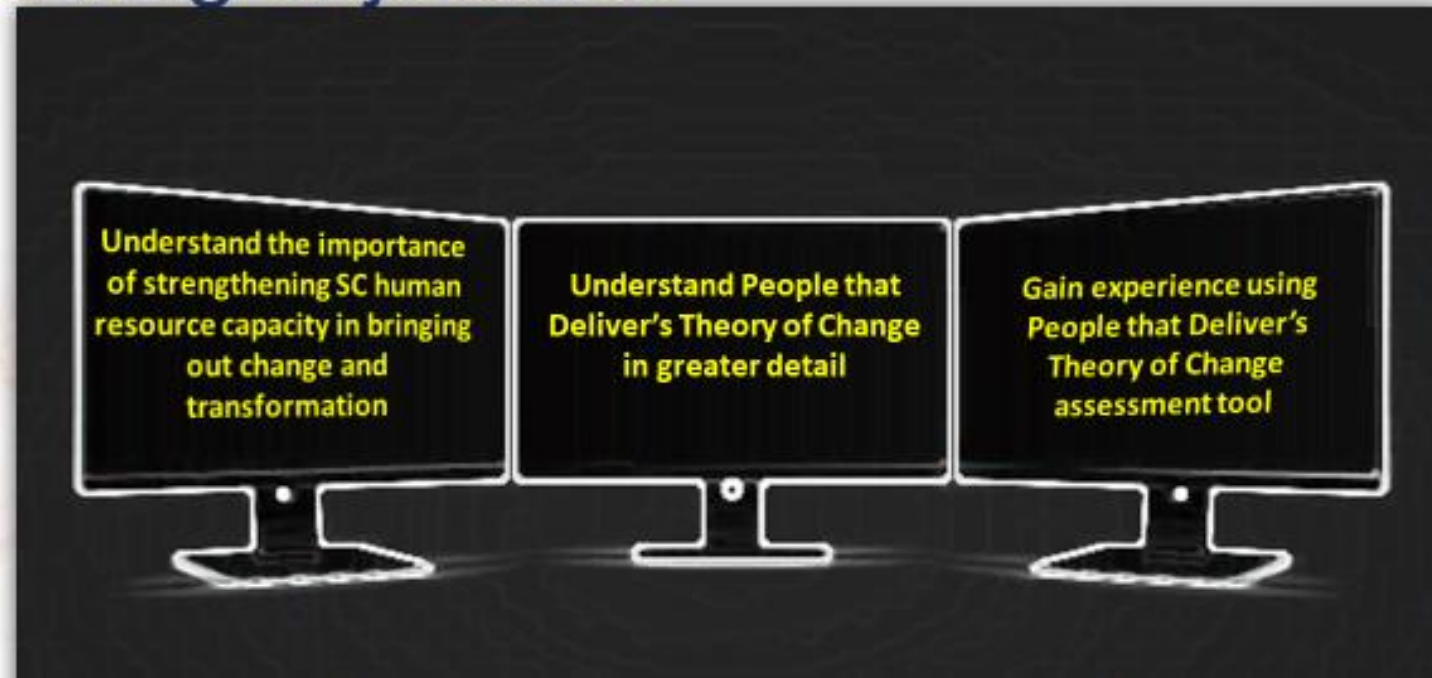 Understand the importance
of strengthening SC human
resource capacity in bringing
out change and
transformation
Understand People that
Deliver's Theory of Change
in greater detail
Gain experience using
People that Deliver's
Theory of Change
assessment tool